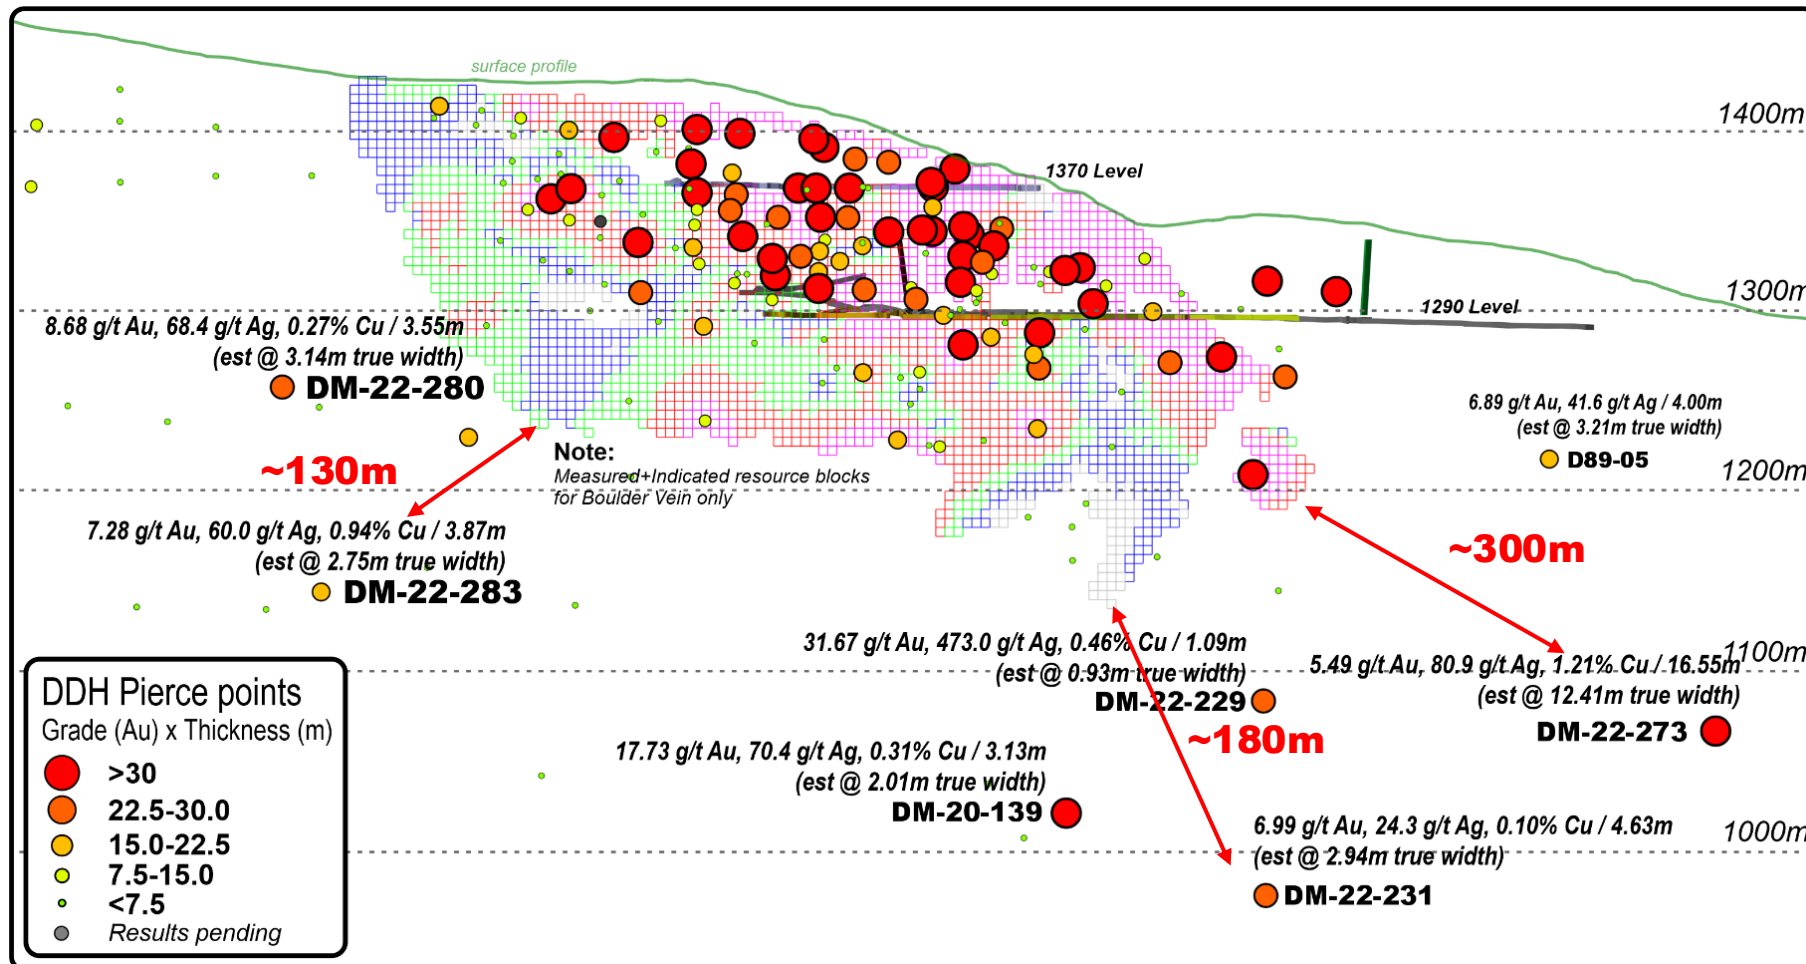 surface profile
1400m
1370 Level
1300m
1290 Level
8.68 g/t Au, 68.4 g/t Ag, 0.27% Cu / 3.55m
(est @ 3.14m true width)
DM-22-280
6.89 g/t Au, 41.6 g/t Ag / 4.00m
(est @ 3.21m true width)
D89-05
~130m
Note:
Measured+Indicated resource blocks
for Boulder Vein only
1200m
7.28 g/t Au, 60.0 g/t Ag, 0.94% Cu / 3.87m
(est @ 2.75m true width)
DM-22-283
~300m
31.67 g/t Au, 473.0 g/t Ag, 0.46% Cu / 1.09m
(est @ 0.93m true width)
DM-22-229
1100m
5.49 g/t Au, 80.9 g/t Ag, 1.21% Cu / 16.55m
(est @ 12.41m true width)
DM-22-273
~180m
17.73 g/t Au, 70.4 g/t Ag, 0.31% Cu / 3.13m
(est @ 2.01m true width)
DM-20-139
1000m
6.99 g/t Au, 24.3 g/t Ag, 0.10% Cu / 4.63m
(est @ 2.94m true width)
DM-22-231
DDH Pierce points
Grade (Au) x Thickness (m)
>30
22.5-30.0
15.0-22.5
7.5-15.0
<7.5
Results pending